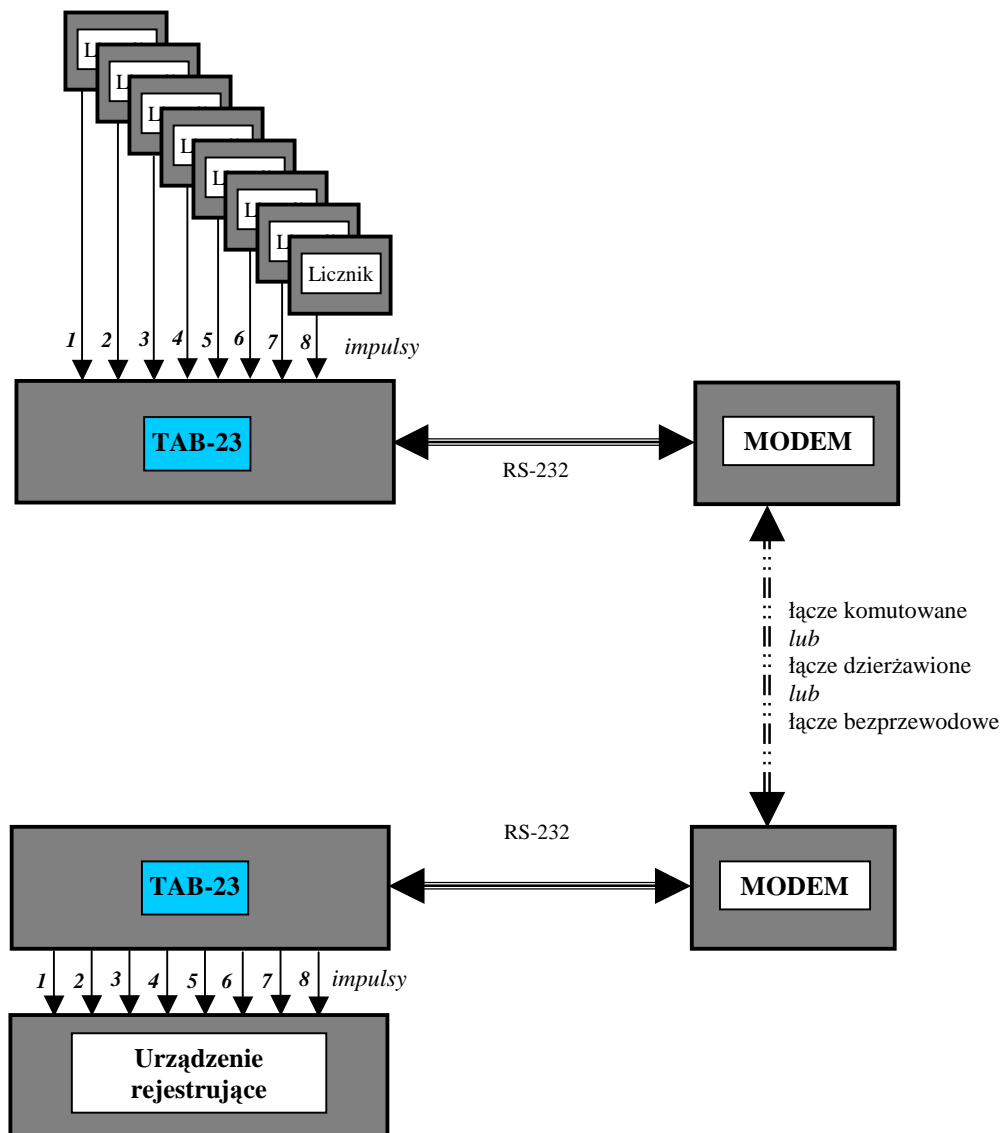 Licznik
1 2 3 4 5 6 7 8 impulsy
TAB-23
RS-232
MODEM
łącze komutowane
lub
łącze dzierżawione
lub
łącze bezprzewodowe
TAB-23
RS-232
MODEM
1 2 3 4 5 6 7 8 impulsy
Urządzenie
rejestrujące